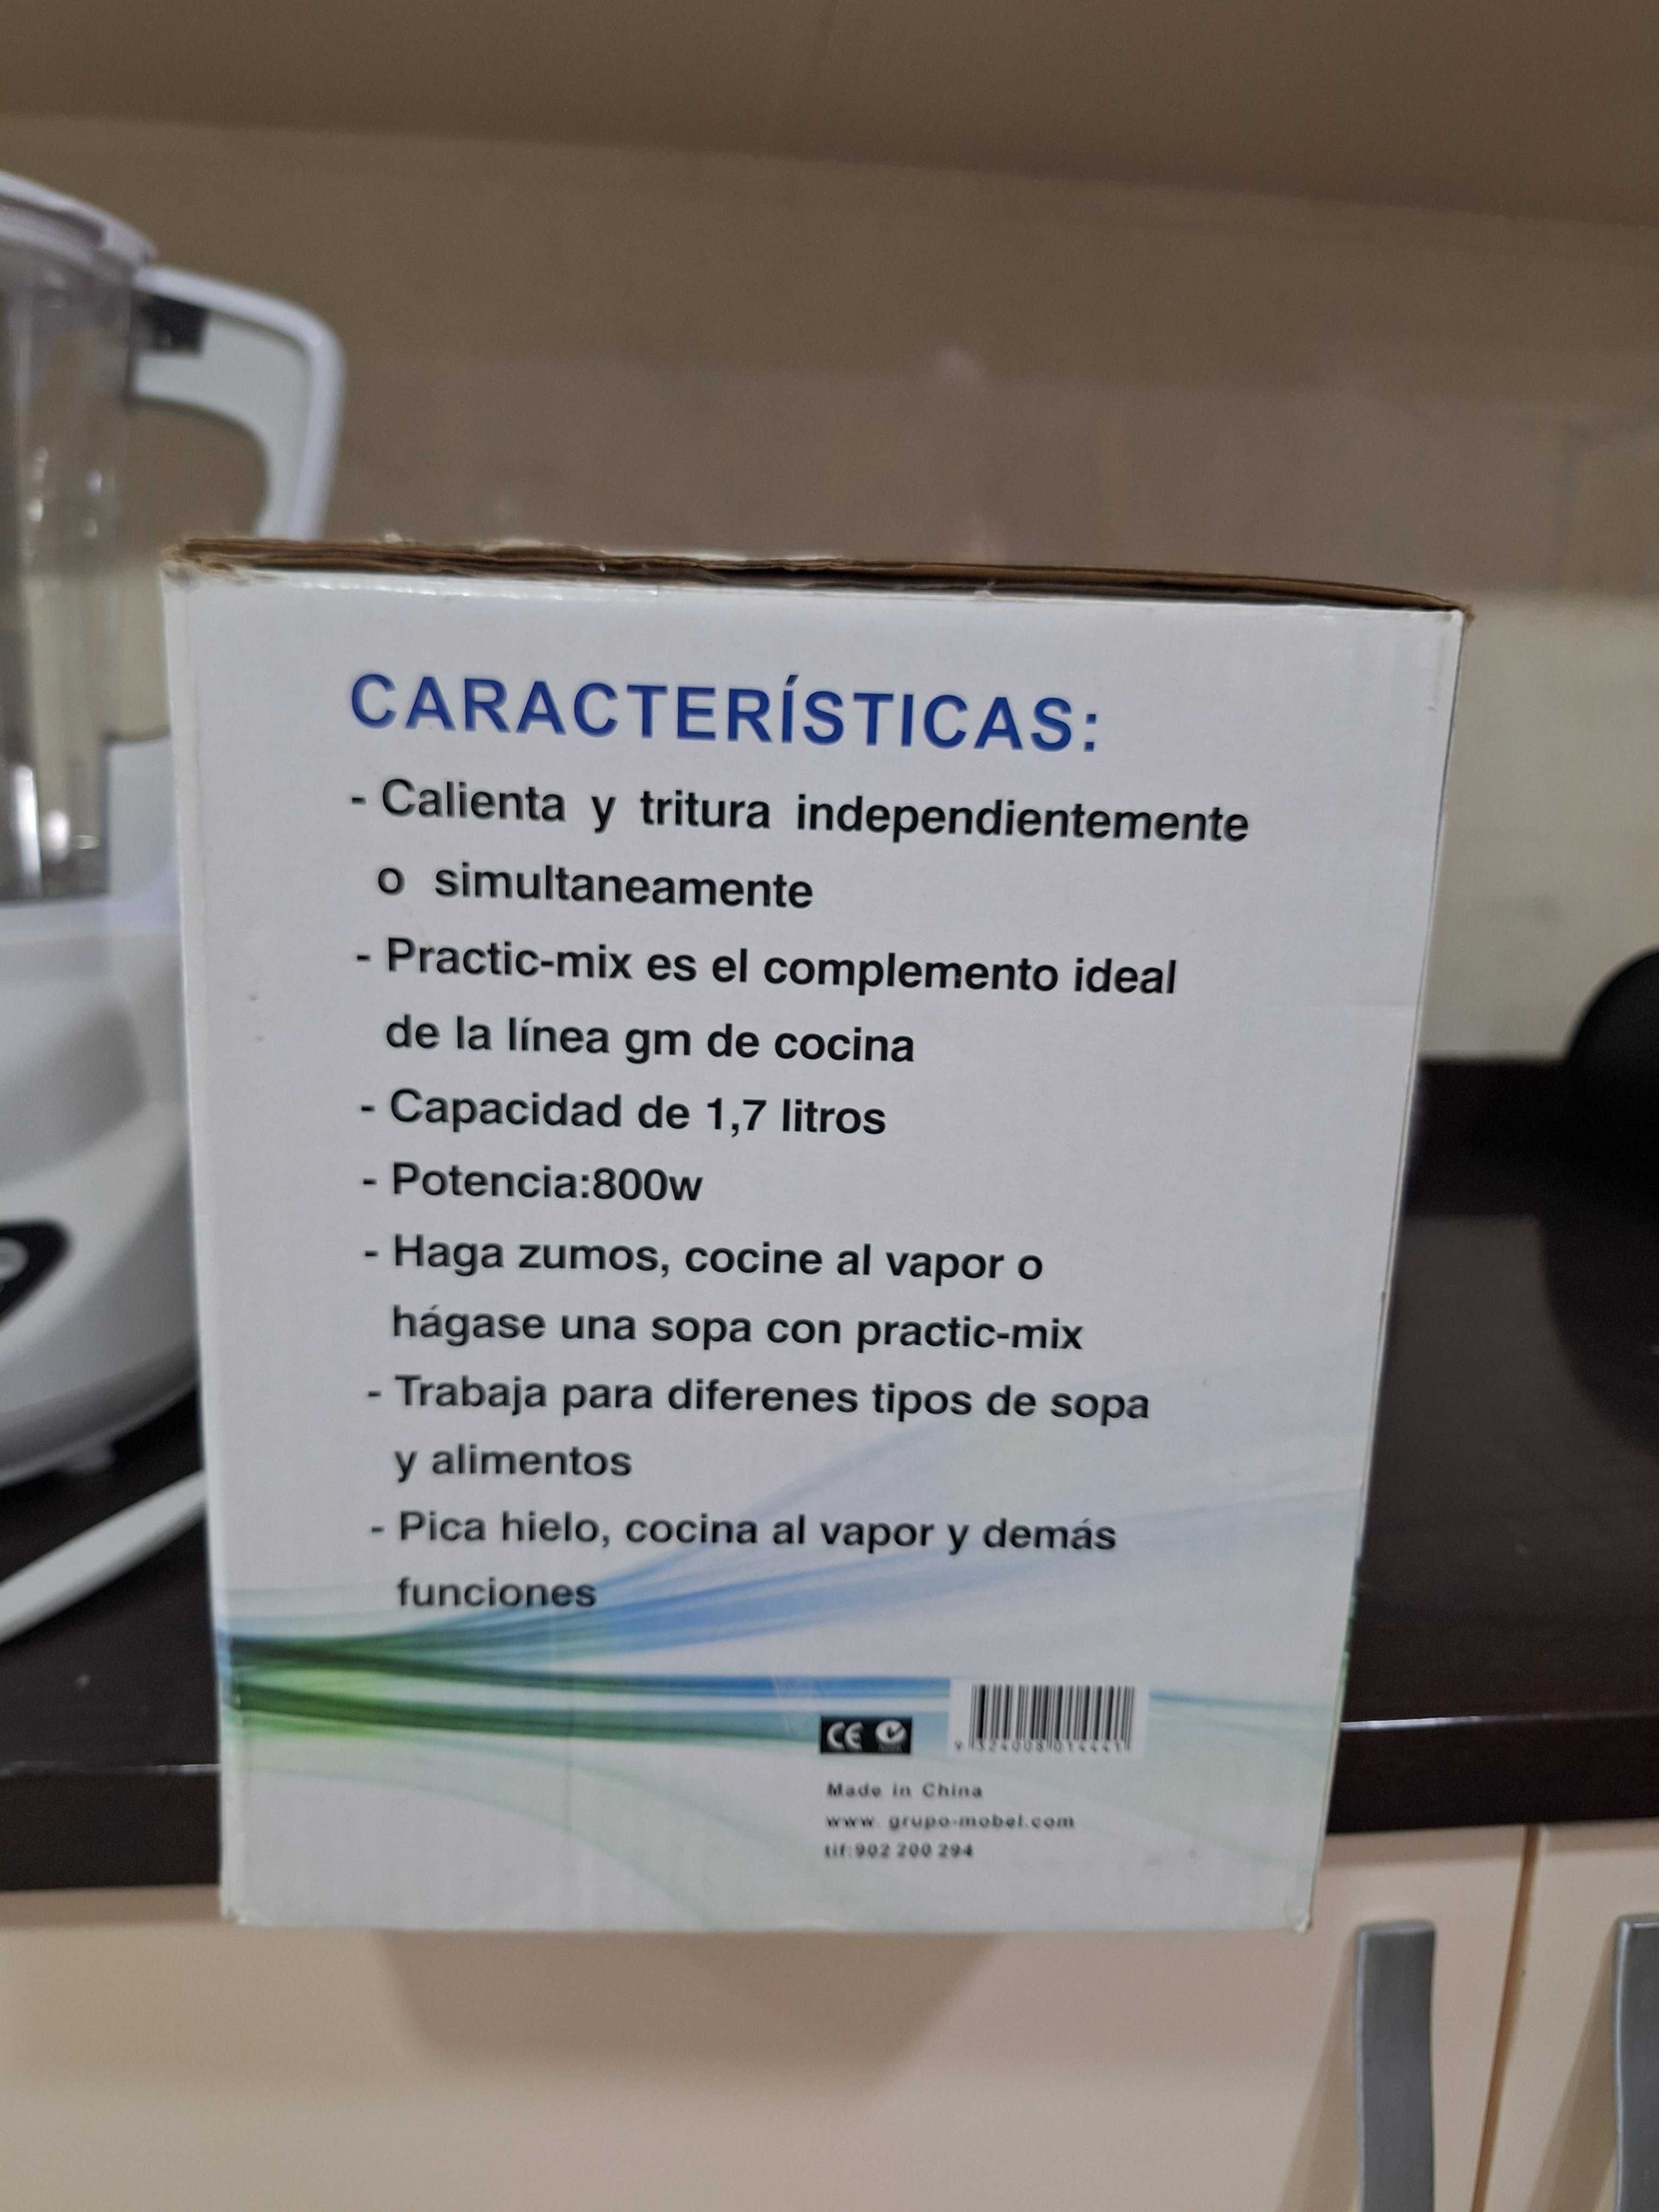 CARACTERÍSTICAS:
- Calienta y tritura independientemente
o simultaneamente
- Practic-mix es el complemento ideal
de la línea gm de cocina
- Capacidad de 1,7 litros
- Potencia:800w
- Haga zumos, cocine al vapor o
hágase una sopa con practic-mix
- Trabaja para diferenes tipos de sopa
y alimentos
- Pica hielo, cocina al vapor y demás
funciones
CE
9 324008 014441
Made in China
www.grupo-mobel.com
tlf:902 200 294